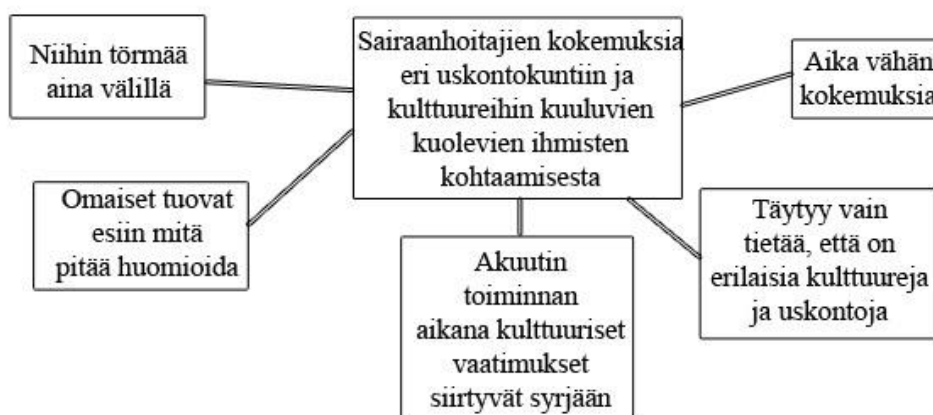 Sairaanhoitajien kokemuksia
eri uskontokuntiin ja
kulttuureihin kuuluvien
kuolevien ihmisten
kohtaamisesta
Niihin törmää
aina välillä
Aika vähän
kokemuksia
Omaiset tuovat
esiin mitä
pitää huomioida
Akuutin
toiminnan
aikana kulttuuriset
vaatimukset
siirtyvät syrjään
Täytyy vain
tietää, että on
erilaisia kulttuureja
ja uskontoja